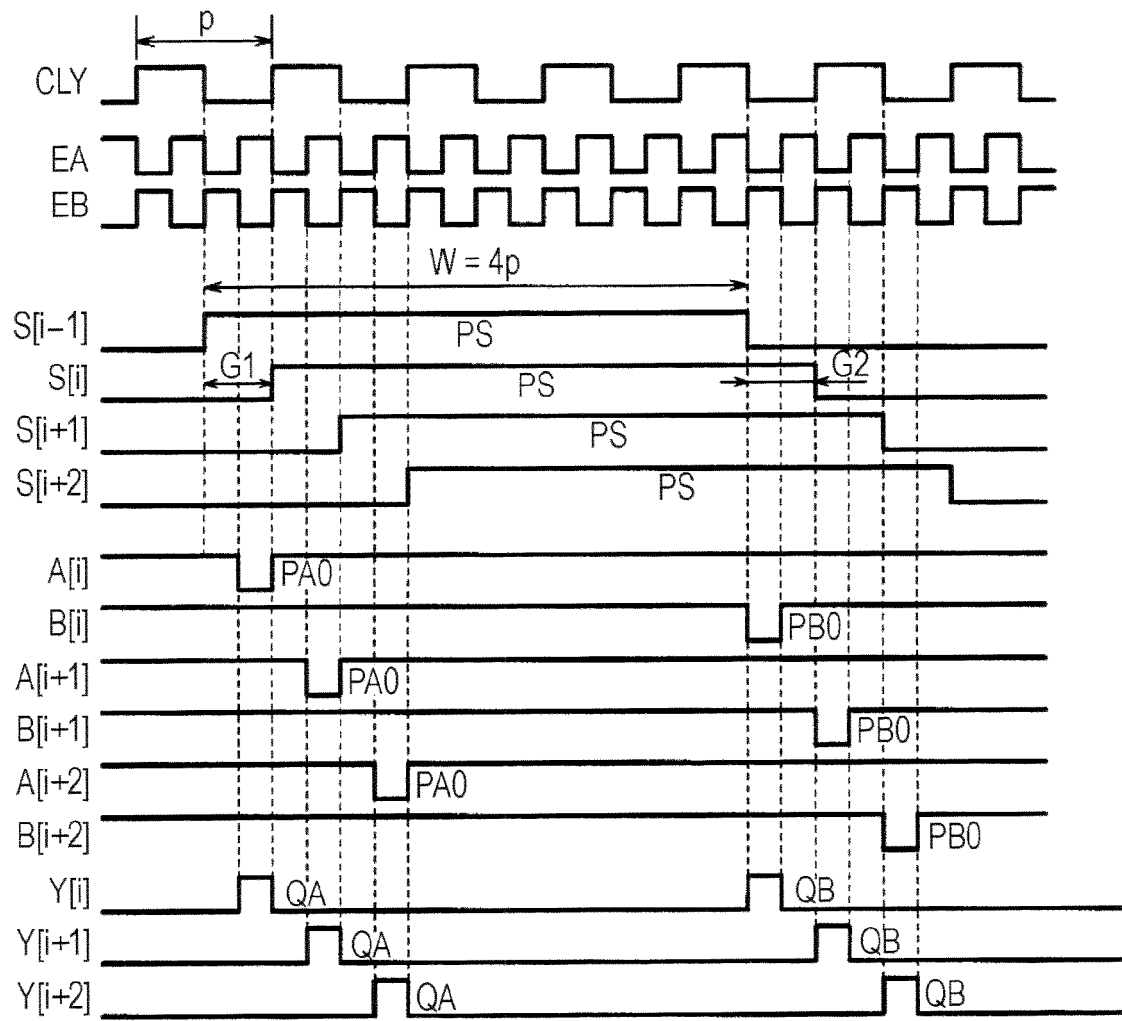 p
CLY
EA
EB
W = 4p
S[i–1] PS
S[i] G1 PS G2
S[i+1] PS
S[i+2] PS
A[i] PA0
B[i] PB0
A[i+1] PA0
B[i+1] PB0
A[i+2] PA0
B[i+2] PB0
Y[i] QA QB
Y[i+1] QA QB
Y[i+2] QA QB